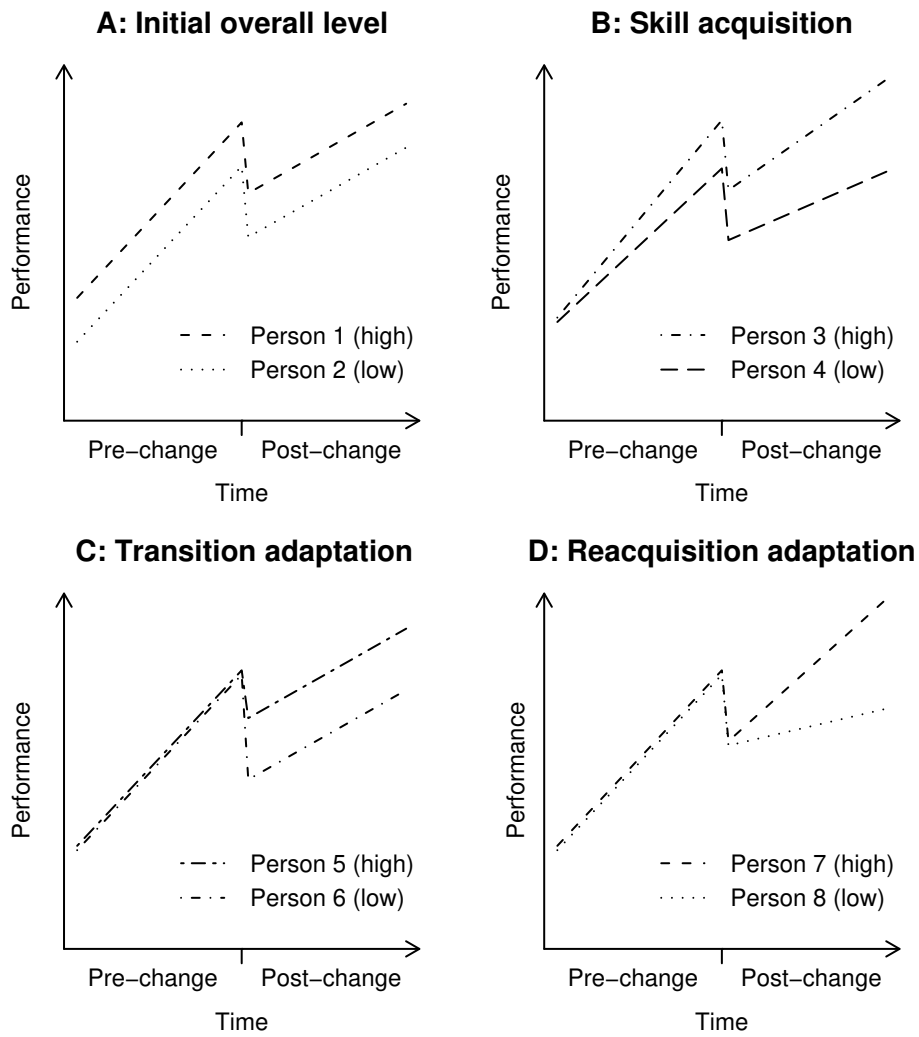 A: Initial overall level
Performance
Person 1 (high)
Person 2 (low)
Pre−change
Post−change
Time
B: Skill acquisition
Performance
Person 3 (high)
Person 4 (low)
Pre−change
Post−change
Time
C: Transition adaptation
Performance
Person 5 (high)
Person 6 (low)
Pre−change
Post−change
Time
D: Reacquisition adaptation
Performance
Person 7 (high)
Person 8 (low)
Pre−change
Post−change
Time